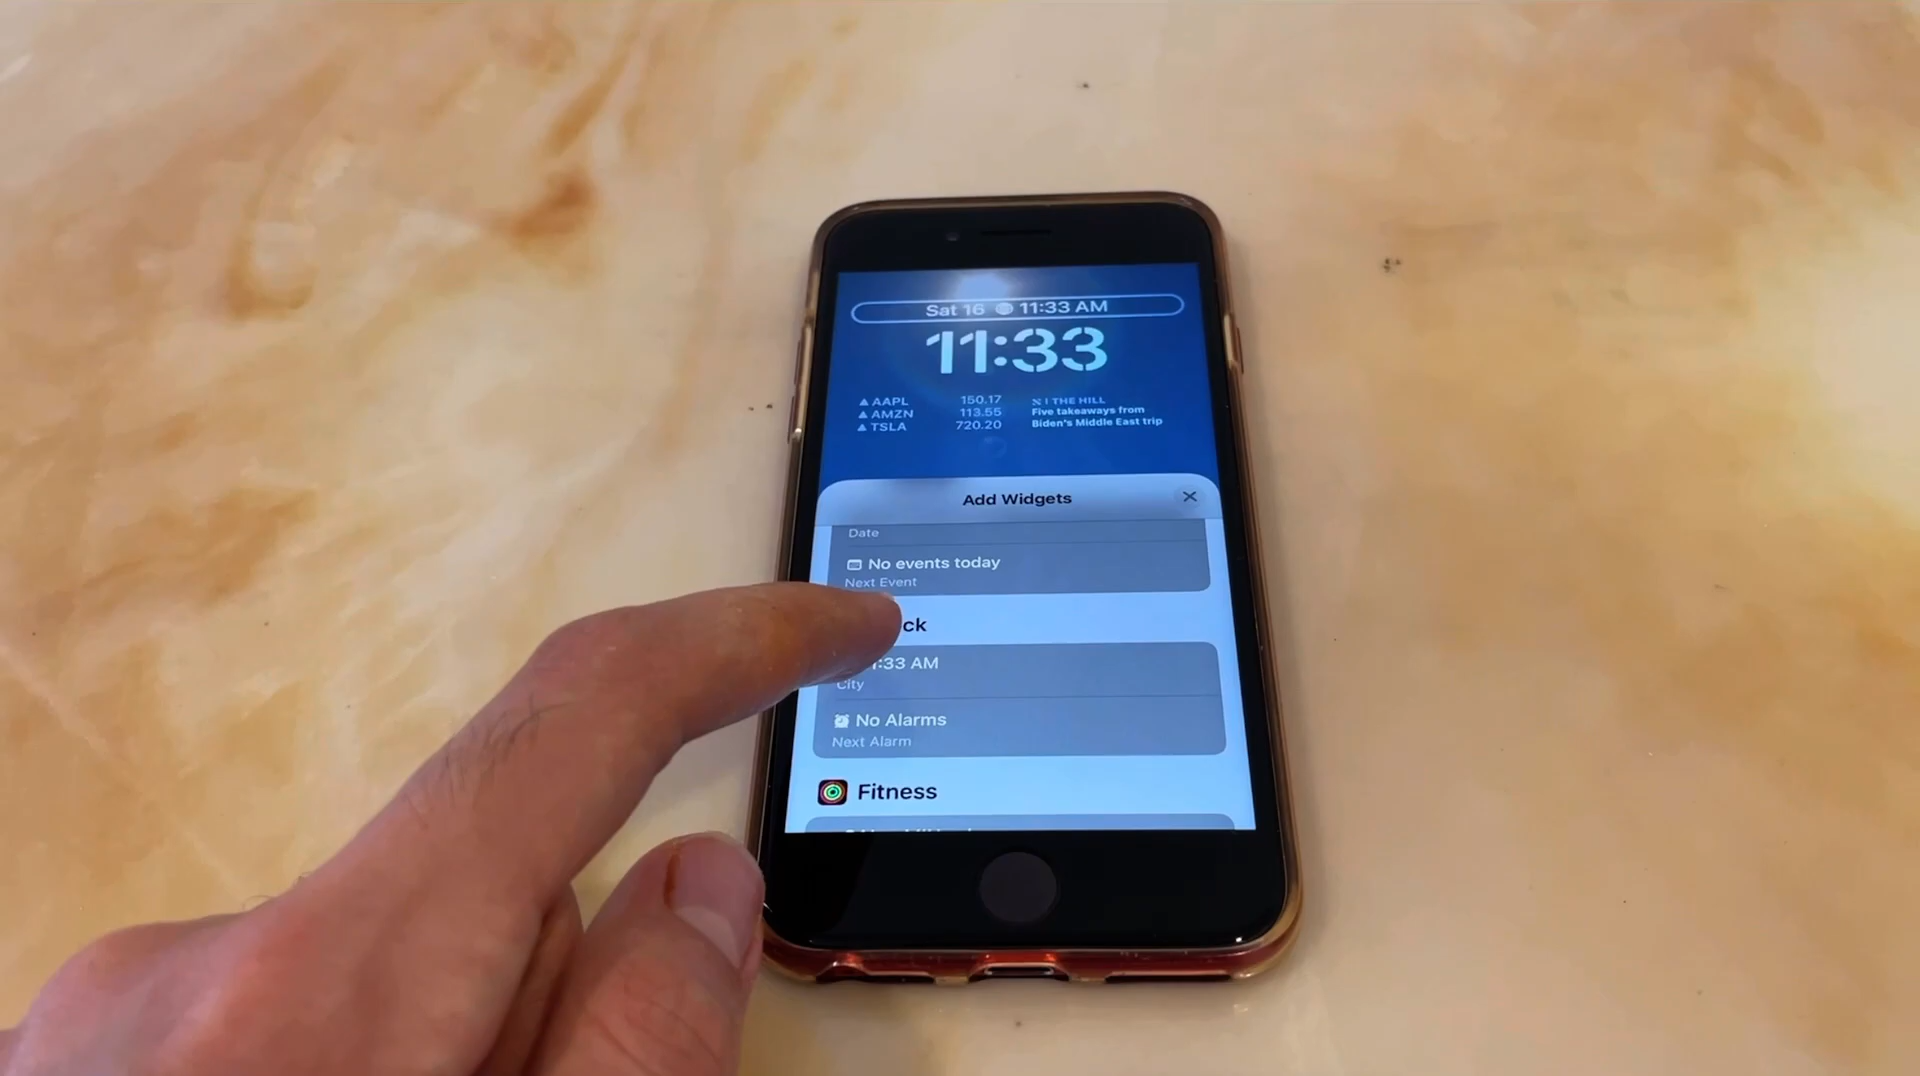 Sat 16 11:33 AM
11:33
▲ AAPL 150.17
▲ AMZN 113.55
▲ TSLA 720.20
THE HILL
Five takeaways from
Biden's Middle East trip
Add Widgets
Date
No events today
Next Event
ck
:33 AM
City
No Alarms
Next Alarm
Fitness